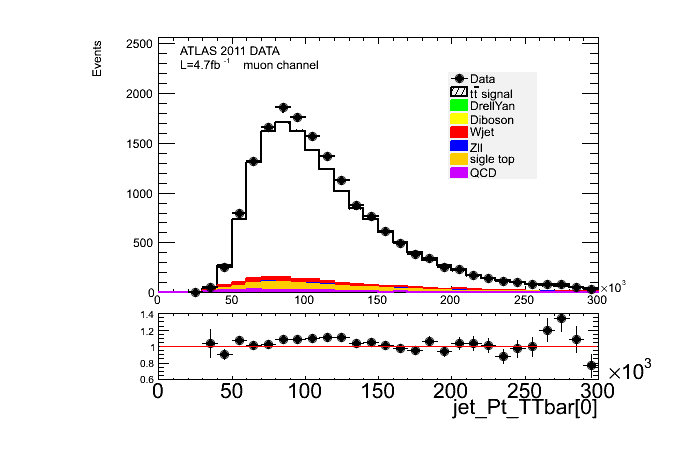 Events
ATLAS 2011 DATA
L=4.7fb⁻¹ muon channel
Data
tt̄ signal
DrellYan
Diboson
Wjet
Zll
sigle top
QCD
2500
2000
1500
1000
500
0
0 50 100 150 200 250 300 ×10³
1.4
1.2
1
0.8
0.6
0 50 100 150 200 250 300
×10³
jet_Pt_TTbar[0]